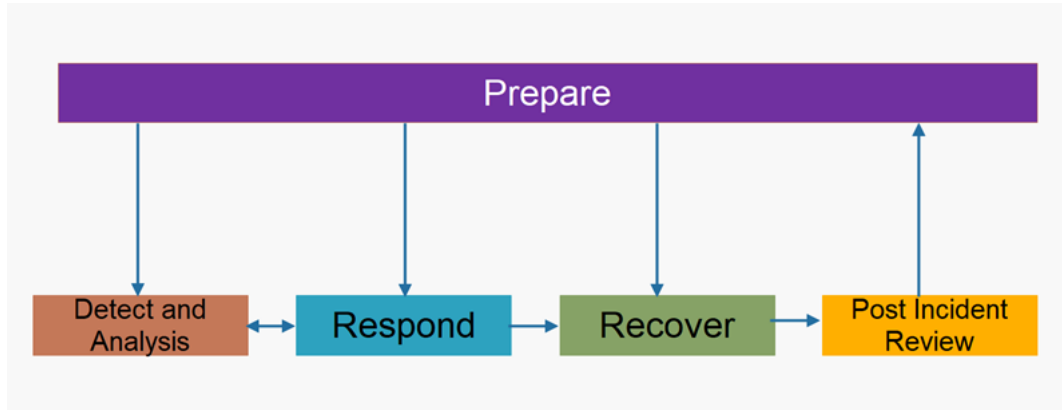 Prepare
Detect and
Analysis
Respond
Recover
Post Incident
Review